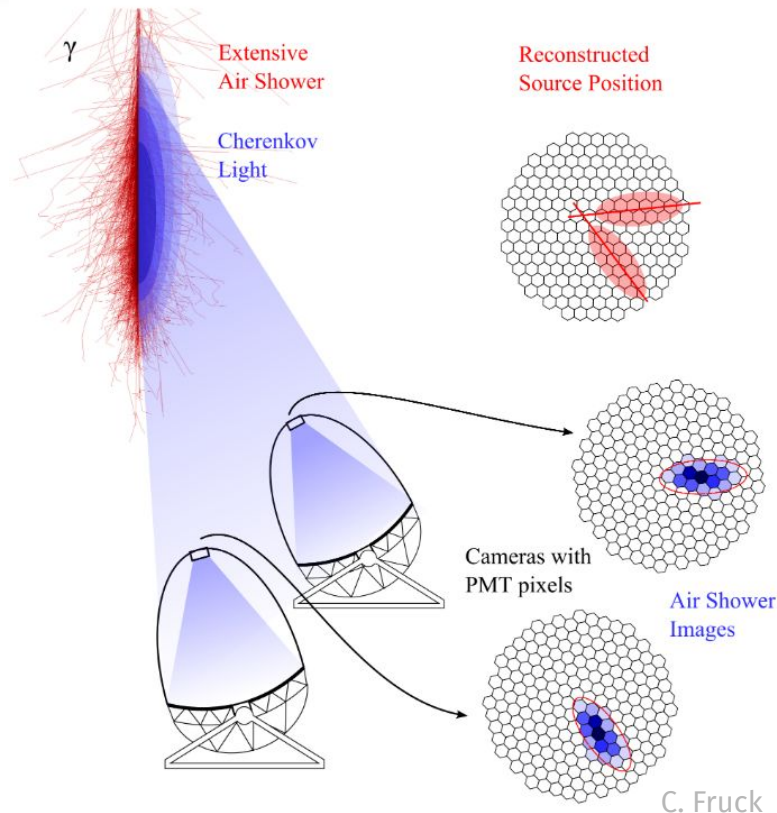 γ
Extensive
Air Shower
Cherenkov
Light
Reconstructed
Source Position
Cameras with
PMT pixels
Air Shower
Images
C. Fruck